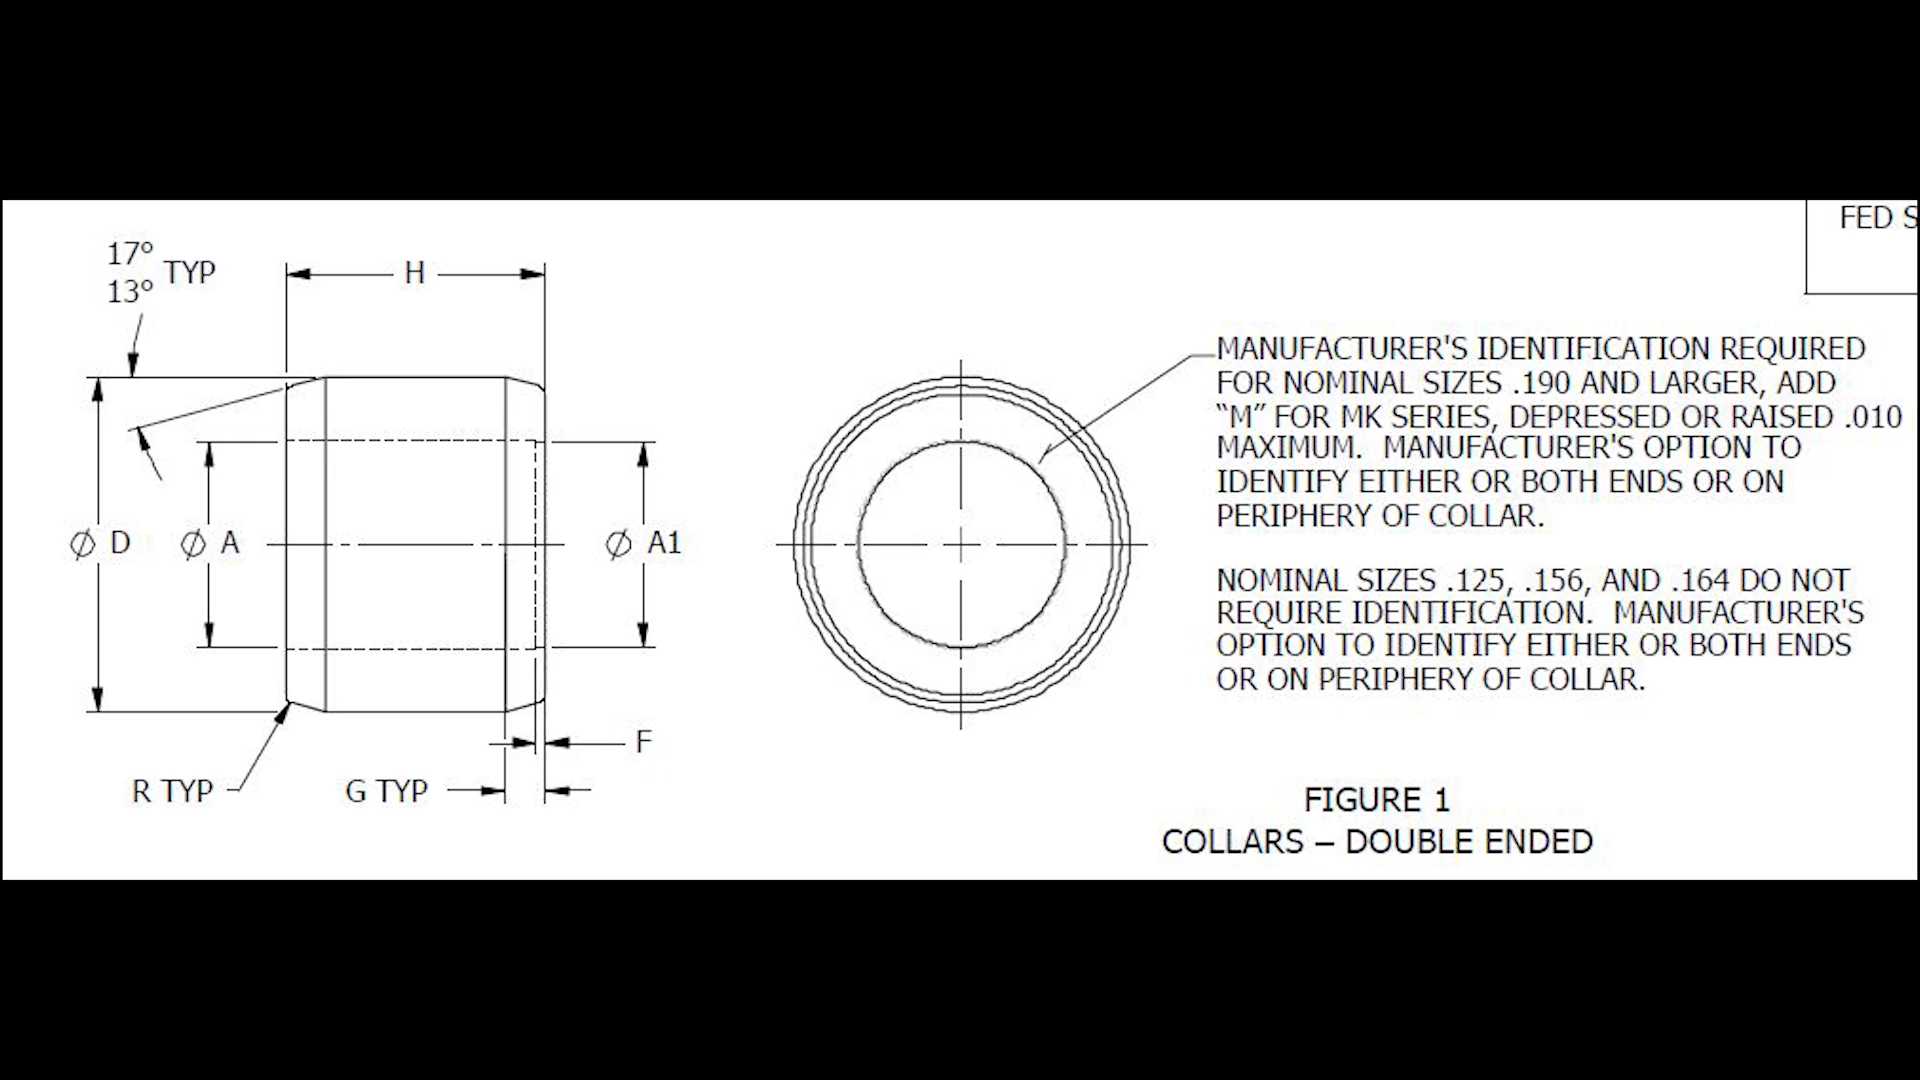 FED S
17°
13° TYP
H
MANUFACTURER'S IDENTIFICATION REQUIRED
FOR NOMINAL SIZES .190 AND LARGER, ADD
“M” FOR MK SERIES, DEPRESSED OR RAISED .010
MAXIMUM. MANUFACTURER'S OPTION TO
IDENTIFY EITHER OR BOTH ENDS OR ON
PERIPHERY OF COLLAR.
Ø D
Ø A
Ø A1
NOMINAL SIZES .125, .156, AND .164 DO NOT
REQUIRE IDENTIFICATION. MANUFACTURER'S
OPTION TO IDENTIFY EITHER OR BOTH ENDS
OR ON PERIPHERY OF COLLAR.
F
R TYP
G TYP
FIGURE 1
COLLARS – DOUBLE ENDED